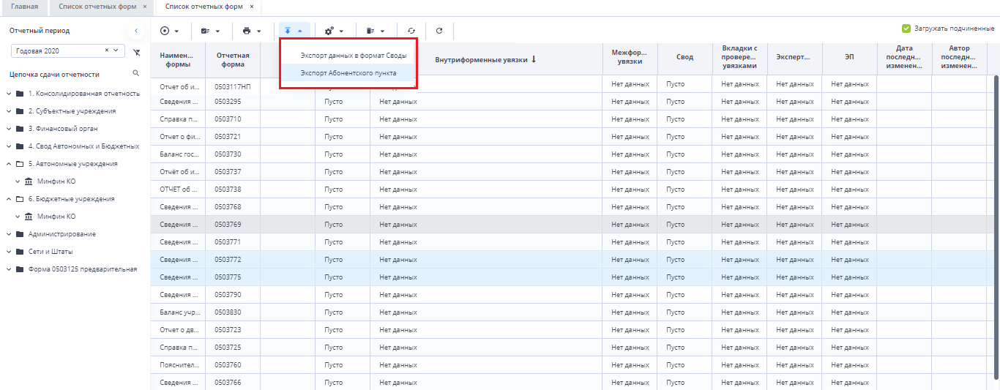 Главная
Список отчетных форм ×
Список отчетных форм ×
Отчетный период
Годовая 2020 ×
Цепочка сдачи отчетности
1. Консолидированная отчетность
2. Субъектные учреждения
3. Финансовый орган
4. Свод Автономных и Бюджетных
5. Автономные учреждения
Минфин КО
6. Бюджетные учреждения
Минфин КО
Администрирование
Сети и Штаты
Форма 0503125 предварительная
Загружать подчиненные
Экспорт данных в формат Своды
Экспорт Абонентского пункта
Наимен... формы
Отчетная форма
Внутриформенные увязки
Межфор... увязки
Свод
Вкладки с провере... увязками
Эксперт...
ЭП
Дата последн... изменен...
Автор последн... изменен...
Отчет об и... 0503117НП Нет данных Пусто Нет данных Нет данных Нет данных
Сведения ... 0503295 Пусто Нет данных Нет данных Пусто Нет данных Нет данных Нет данных
Справка п... 0503710 Пусто Нет данных Нет данных Пусто Нет данных Нет данных Нет данных
Отчет о фи... 0503721 Пусто Нет данных Нет данных Пусто Нет данных Нет данных Нет данных
Баланс гос... 0503730 Пусто Нет данных Нет данных Пусто Нет данных Нет данных Нет данных
Отчёт об и... 0503737 Пусто Нет данных Нет данных Пусто Нет данных Нет данных Нет данных
ОТЧЕТ об ... 0503738 Пусто Нет данных Нет данных Пусто Нет данных Нет данных Нет данных
Сведения ... 0503768 Пусто Нет данных Нет данных Пусто Нет данных Нет данных Нет данных
Сведения ... 0503769 Пусто Нет данных Нет данных Пусто Нет данных Нет данных Нет данных
Сведения ... 0503771 Пусто Нет данных Нет данных Пусто Нет данных Нет данных Нет данных
Сведения ... 0503772 Пусто Нет данных Нет данных Пусто Нет данных Нет данных Нет данных
Сведения ... 0503775 Пусто Нет данных Нет данных Пусто Нет данных Нет данных Нет данных
Сведения ... 0503790 Пусто Нет данных Нет данных Пусто Нет данных Нет данных Нет данных
Баланс учр... 0503830 Пусто Нет данных Нет данных Пусто Нет данных Нет данных Нет данных
Отчет о дв... 0503723 Пусто Нет данных Нет данных Пусто Нет данных Нет данных Нет данных
Справка п... 0503725 Пусто Нет данных Нет данных Пусто Нет данных Нет данных Нет данных
Пояснител... 0503760 Пусто Нет данных Нет данных Пусто Нет данных Нет данных Нет данных
Сведения ... 0503766 Пусто Нет данных Нет данных Пусто Нет данных Нет данных Нет данных